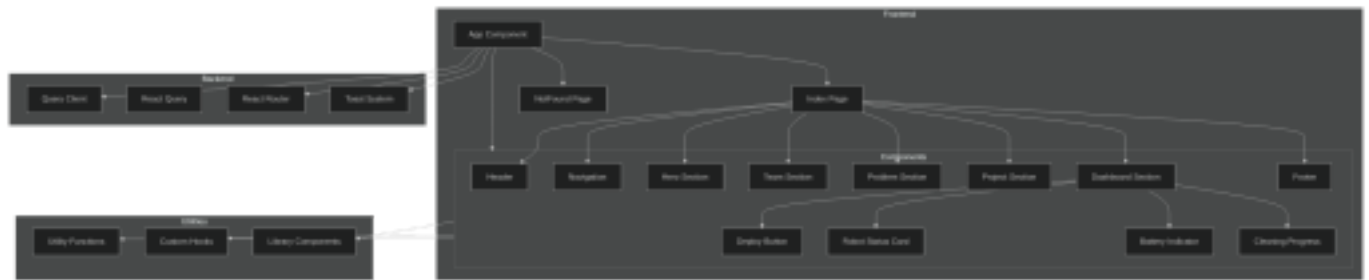 Frontend
App Component
Backend
Query Client
React Query
React Router
Toast System
NotFound Page
Index Page
Components
Header
Navigation
Hero Section
Team Section
Problem Section
Project Section
Dashboard Section
Footer
Utilities
Utility Functions
Custom Hooks
Library Components
Deploy Button
Robot Status Card
Battery Indicator
Cleaning Progress